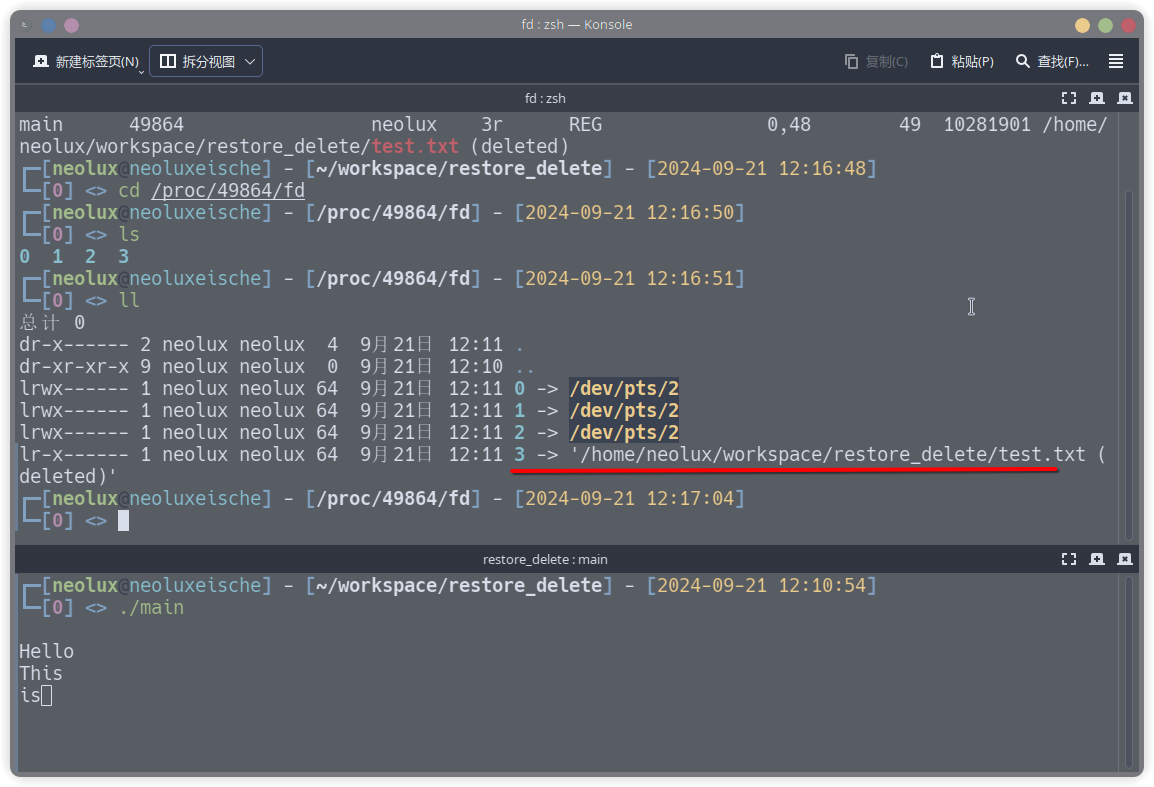 fd : zsh — Konsole
新建标签页(N) 拆分视图 复制(C) 粘贴(P) 查找(F)...
fd : zsh
main 49864 neolux 3r REG 0,48 49 10281901 /home/
neolux/workspace/restore_delete/test.txt (deleted)
[neolux@neoluxeische] - [~/workspace/restore_delete] - [2024-09-21 12:16:48]
[0] <> cd /proc/49864/fd
[neolux@neoluxeische] - [/proc/49864/fd] - [2024-09-21 12:16:50]
[0] <> ls
0 1 2 3
[neolux@neoluxeische] - [/proc/49864/fd] - [2024-09-21 12:16:51]
[0] <> ll
总计 0
dr-x------ 2 neolux neolux 4 9月21日 12:11 .
dr-xr-xr-x 9 neolux neolux 0 9月21日 12:10 ..
lrwx------ 1 neolux neolux 64 9月21日 12:11 0 -> /dev/pts/2
lrwx------ 1 neolux neolux 64 9月21日 12:11 1 -> /dev/pts/2
lrwx------ 1 neolux neolux 64 9月21日 12:11 2 -> /dev/pts/2
lr-x------ 1 neolux neolux 64 9月21日 12:11 3 -> '/home/neolux/workspace/restore_delete/test.txt (
deleted)'
[neolux@neoluxeische] - [/proc/49864/fd] - [2024-09-21 12:17:04]
[0] <>
restore_delete : main
[neolux@neoluxeische] - [~/workspace/restore_delete] - [2024-09-21 12:10:54]
[0] <> ./main
Hello
This
is